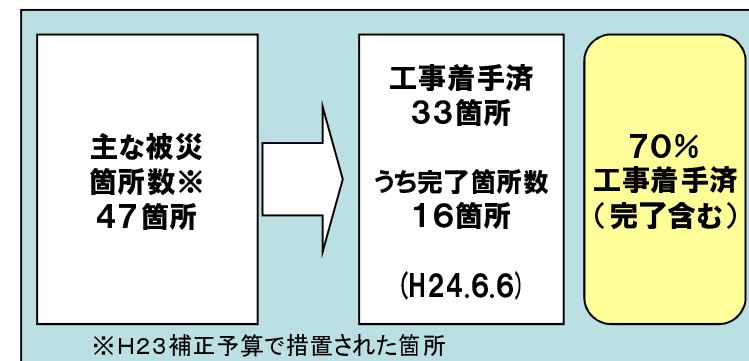 主な被災
箇所数※
４７箇所
工事着手済
３３箇所
うち完了箇所数
１６箇所
(H24.6.6)
７０％
工事着手済
（完了含む）
※H２３補正予算で措置された箇所